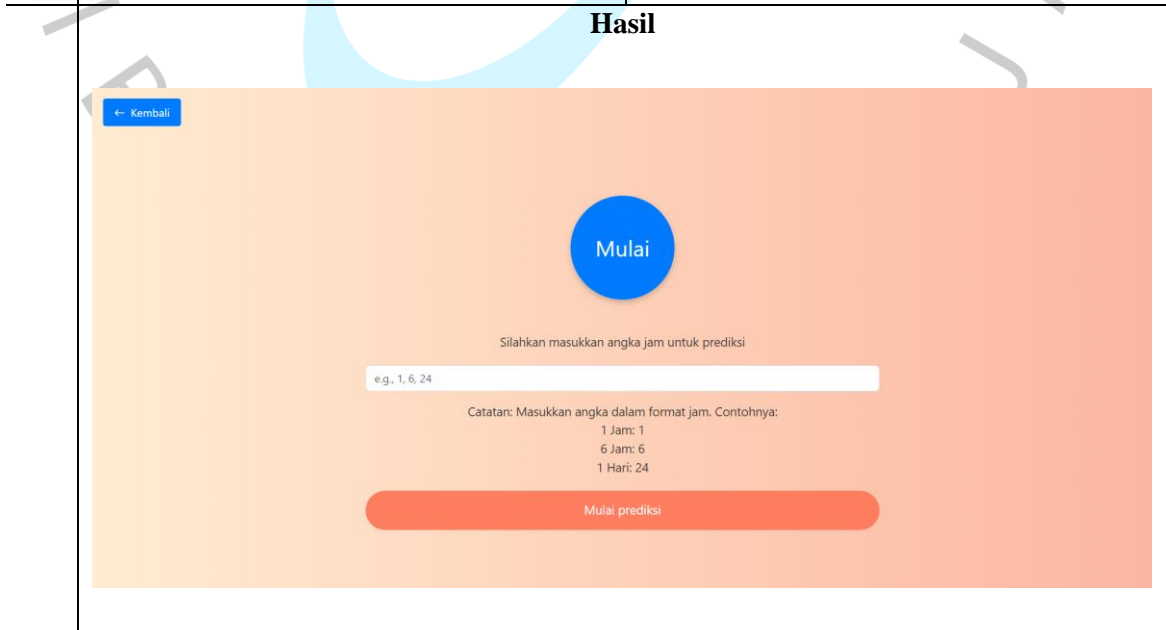 Hasil
← Kembali
Mulai
Silahkan masukkan angka jam untuk prediksi
e.g., 1, 6, 24
Catatan: Masukkan angka dalam format jam. Contohnya:
1 Jam: 1
6 Jam: 6
1 Hari: 24
Mulai prediksi